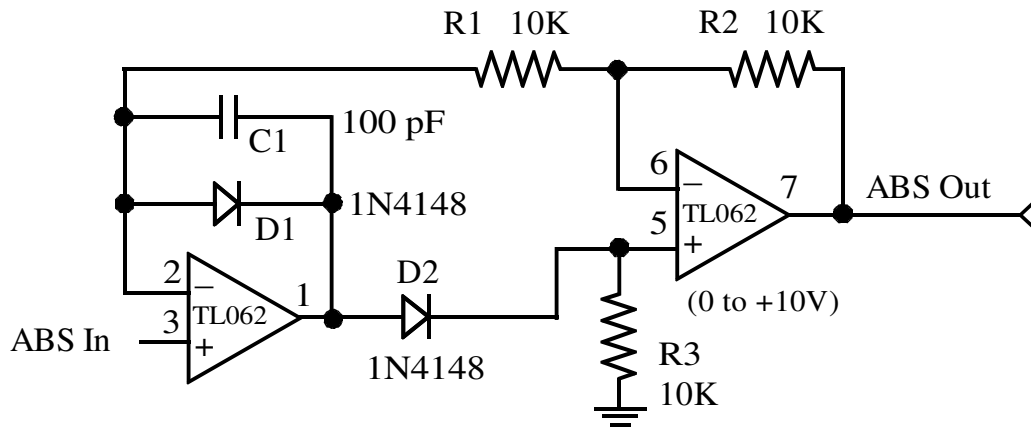 R1 10K
R2 10K
C1
100 pF
D1
1N4148
6
−
7
ABS Out
TL062
5
+
(0 to +10V)
2
−
1
D2
TL062
3
+
ABS In
1N4148
R3
10K